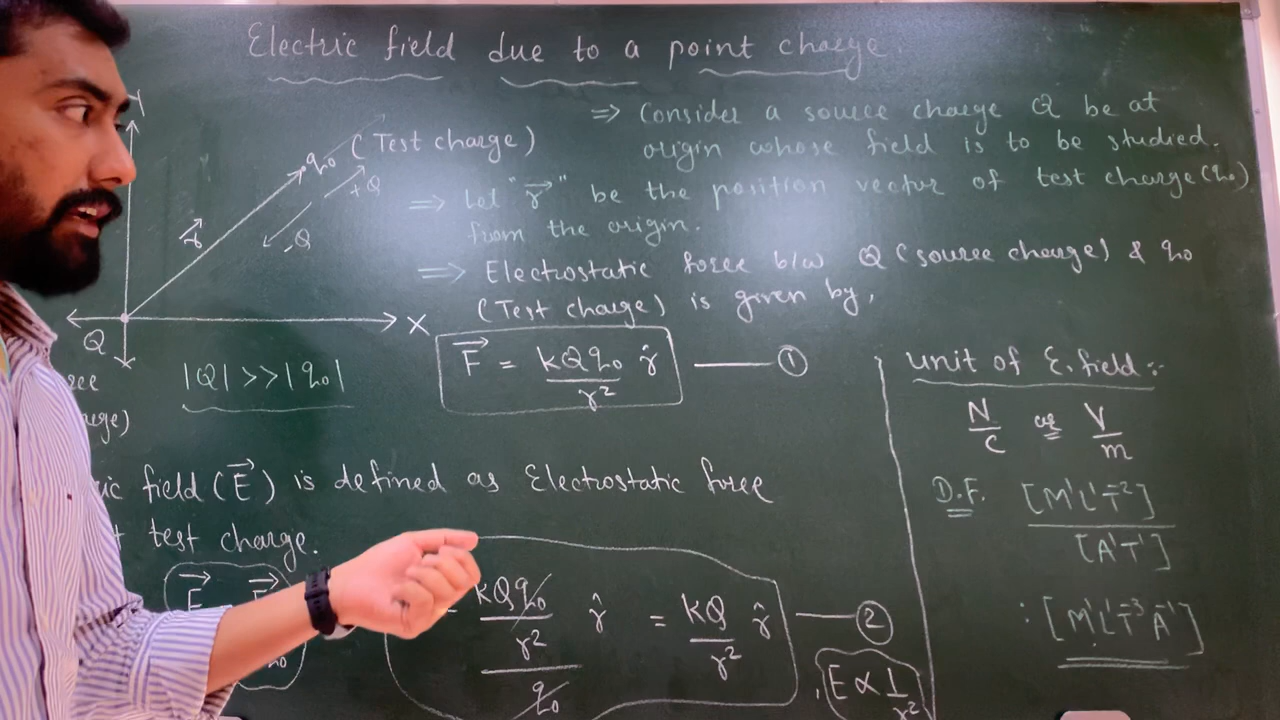 Electric field due to a point charge.
Y
q₀ (Test charge)
+Q
-Q
r⃗
Q
X
|Q| >> |q₀|
⇒ Consider a source charge Q be at
origin whose field is to be studied.
⇒ Let "r⃗" be the position vector of test charge (q₀)
from the origin.
⇒ Electrostatic force b/w Q (source charge) & q₀
(Test charge) is given by,
F⃗ = kQq₀/r² r̂ —— ①
ic field (E⃗) is defined as Electrostatic force
test charge.
= kQq₀/r² / q₀ r̂ = kQ/r² r̂ —— ②
E ∝ 1/r²
unit of E. field :-
N/C or V/m
D.F. [M¹L¹T⁻²]
[A¹T¹]
: [M¹L¹T⁻³A⁻¹]